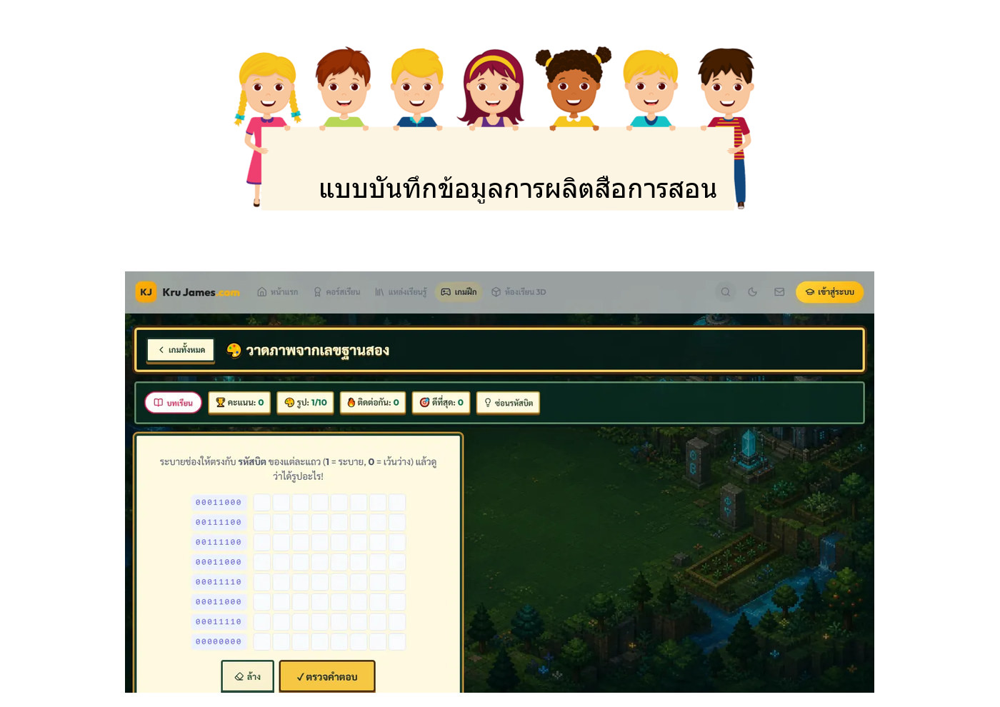 แบบบันทึกข้อมูลการผลิตสื่อการสอน
KJ Kru James.com หน้าแรก คอร์สเรียน แหล่งเรียนรู้ เกมฝึก ห้องเรียน 3D เข้าสู่ระบบ
เกมทั้งหมด วาดภาพจากเลขฐานสอง
บทเรียน คะแนน: 0 รูป: 1/10 ติดต่อกัน: 0 ดีที่สุด: 0 ซ่อนรหัสบิต
ระบายช่องให้ตรงกับ รหัสบิต ของแต่ละแถว (1 = ระบาย, 0 = เว้นว่าง) แล้วดู
ว่าได้รูปอะไร!
00011000
00111100
00111100
00011000
00011110
00011000
00011110
00000000
ล้าง ✓ ตรวจคำตอบ